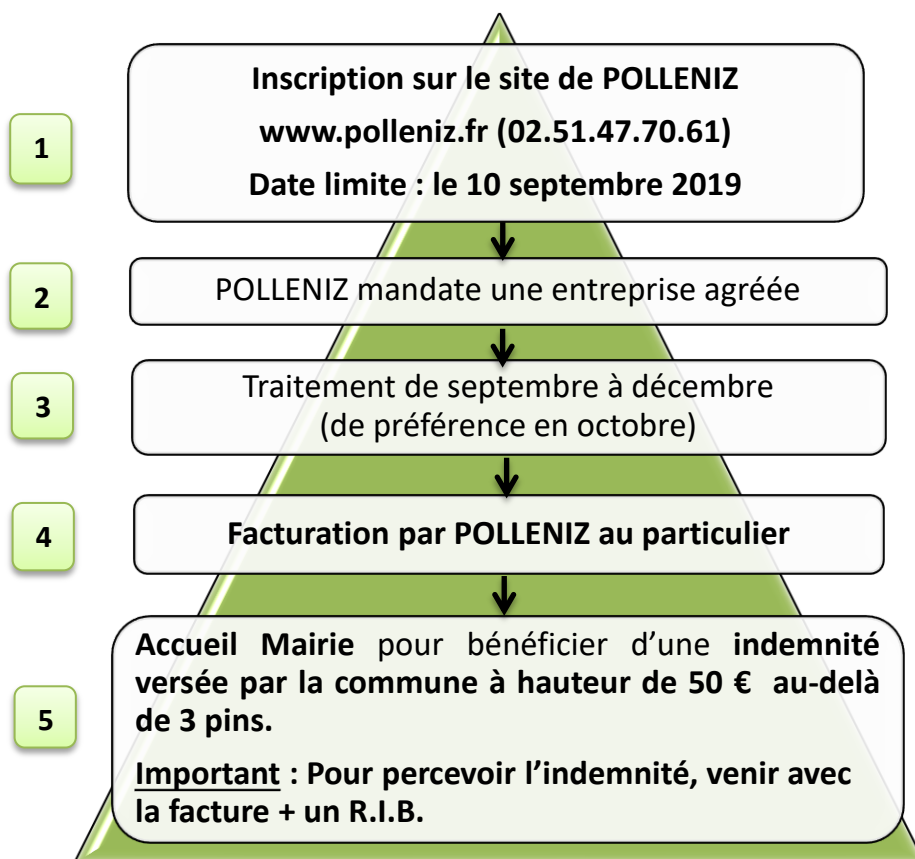 1
Inscription sur le site de POLLENIZ
www.polleniz.fr (02.51.47.70.61)
Date limite : le 10 septembre 2019
2
POLLENIZ mandate une entreprise agréée
3
Traitement de septembre à décembre
(de préférence en octobre)
4
Facturation par POLLENIZ au particulier
5
Accueil Mairie pour bénéficier d’une indemnité
versée par la commune à hauteur de 50 € au-delà
de 3 pins.
Important : Pour percevoir l’indemnité, venir avec
la facture + un R.I.B.